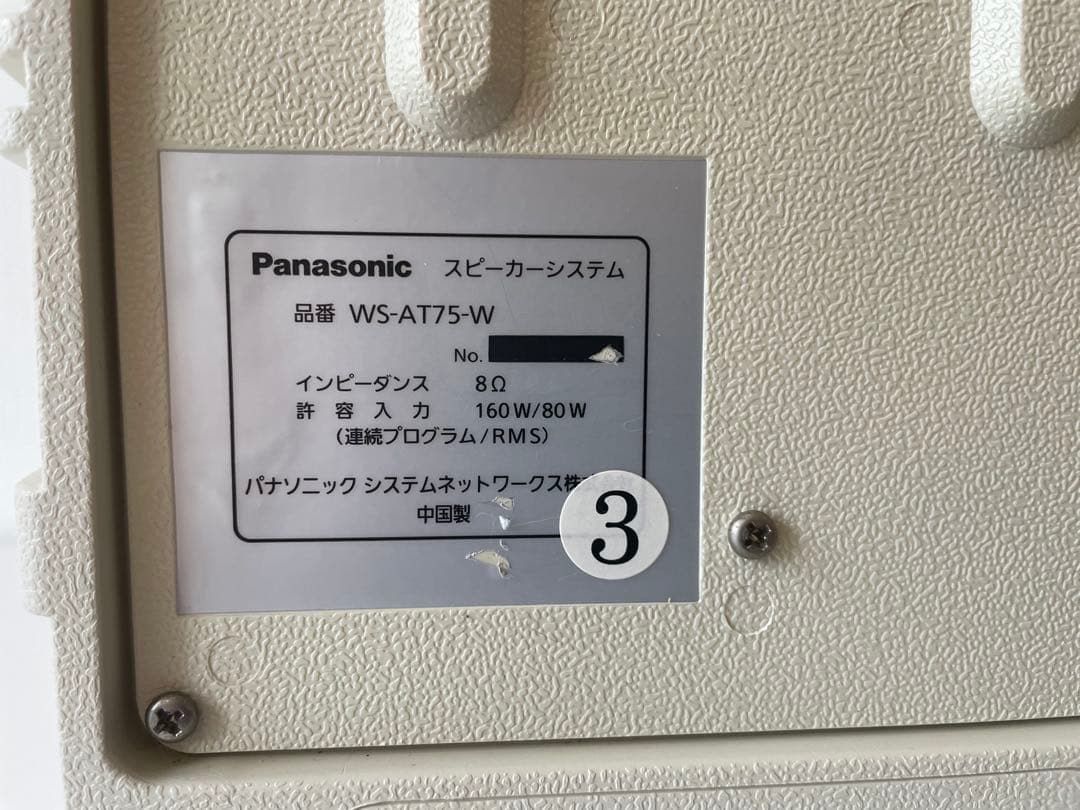 Panasonic スピーカーシステム
品番 WS-AT75-W
No.
インピーダンス 8Ω
許容入力 160W/80W
(連続プログラム/RMS)
パナソニック システムネットワークス株
中国製
3